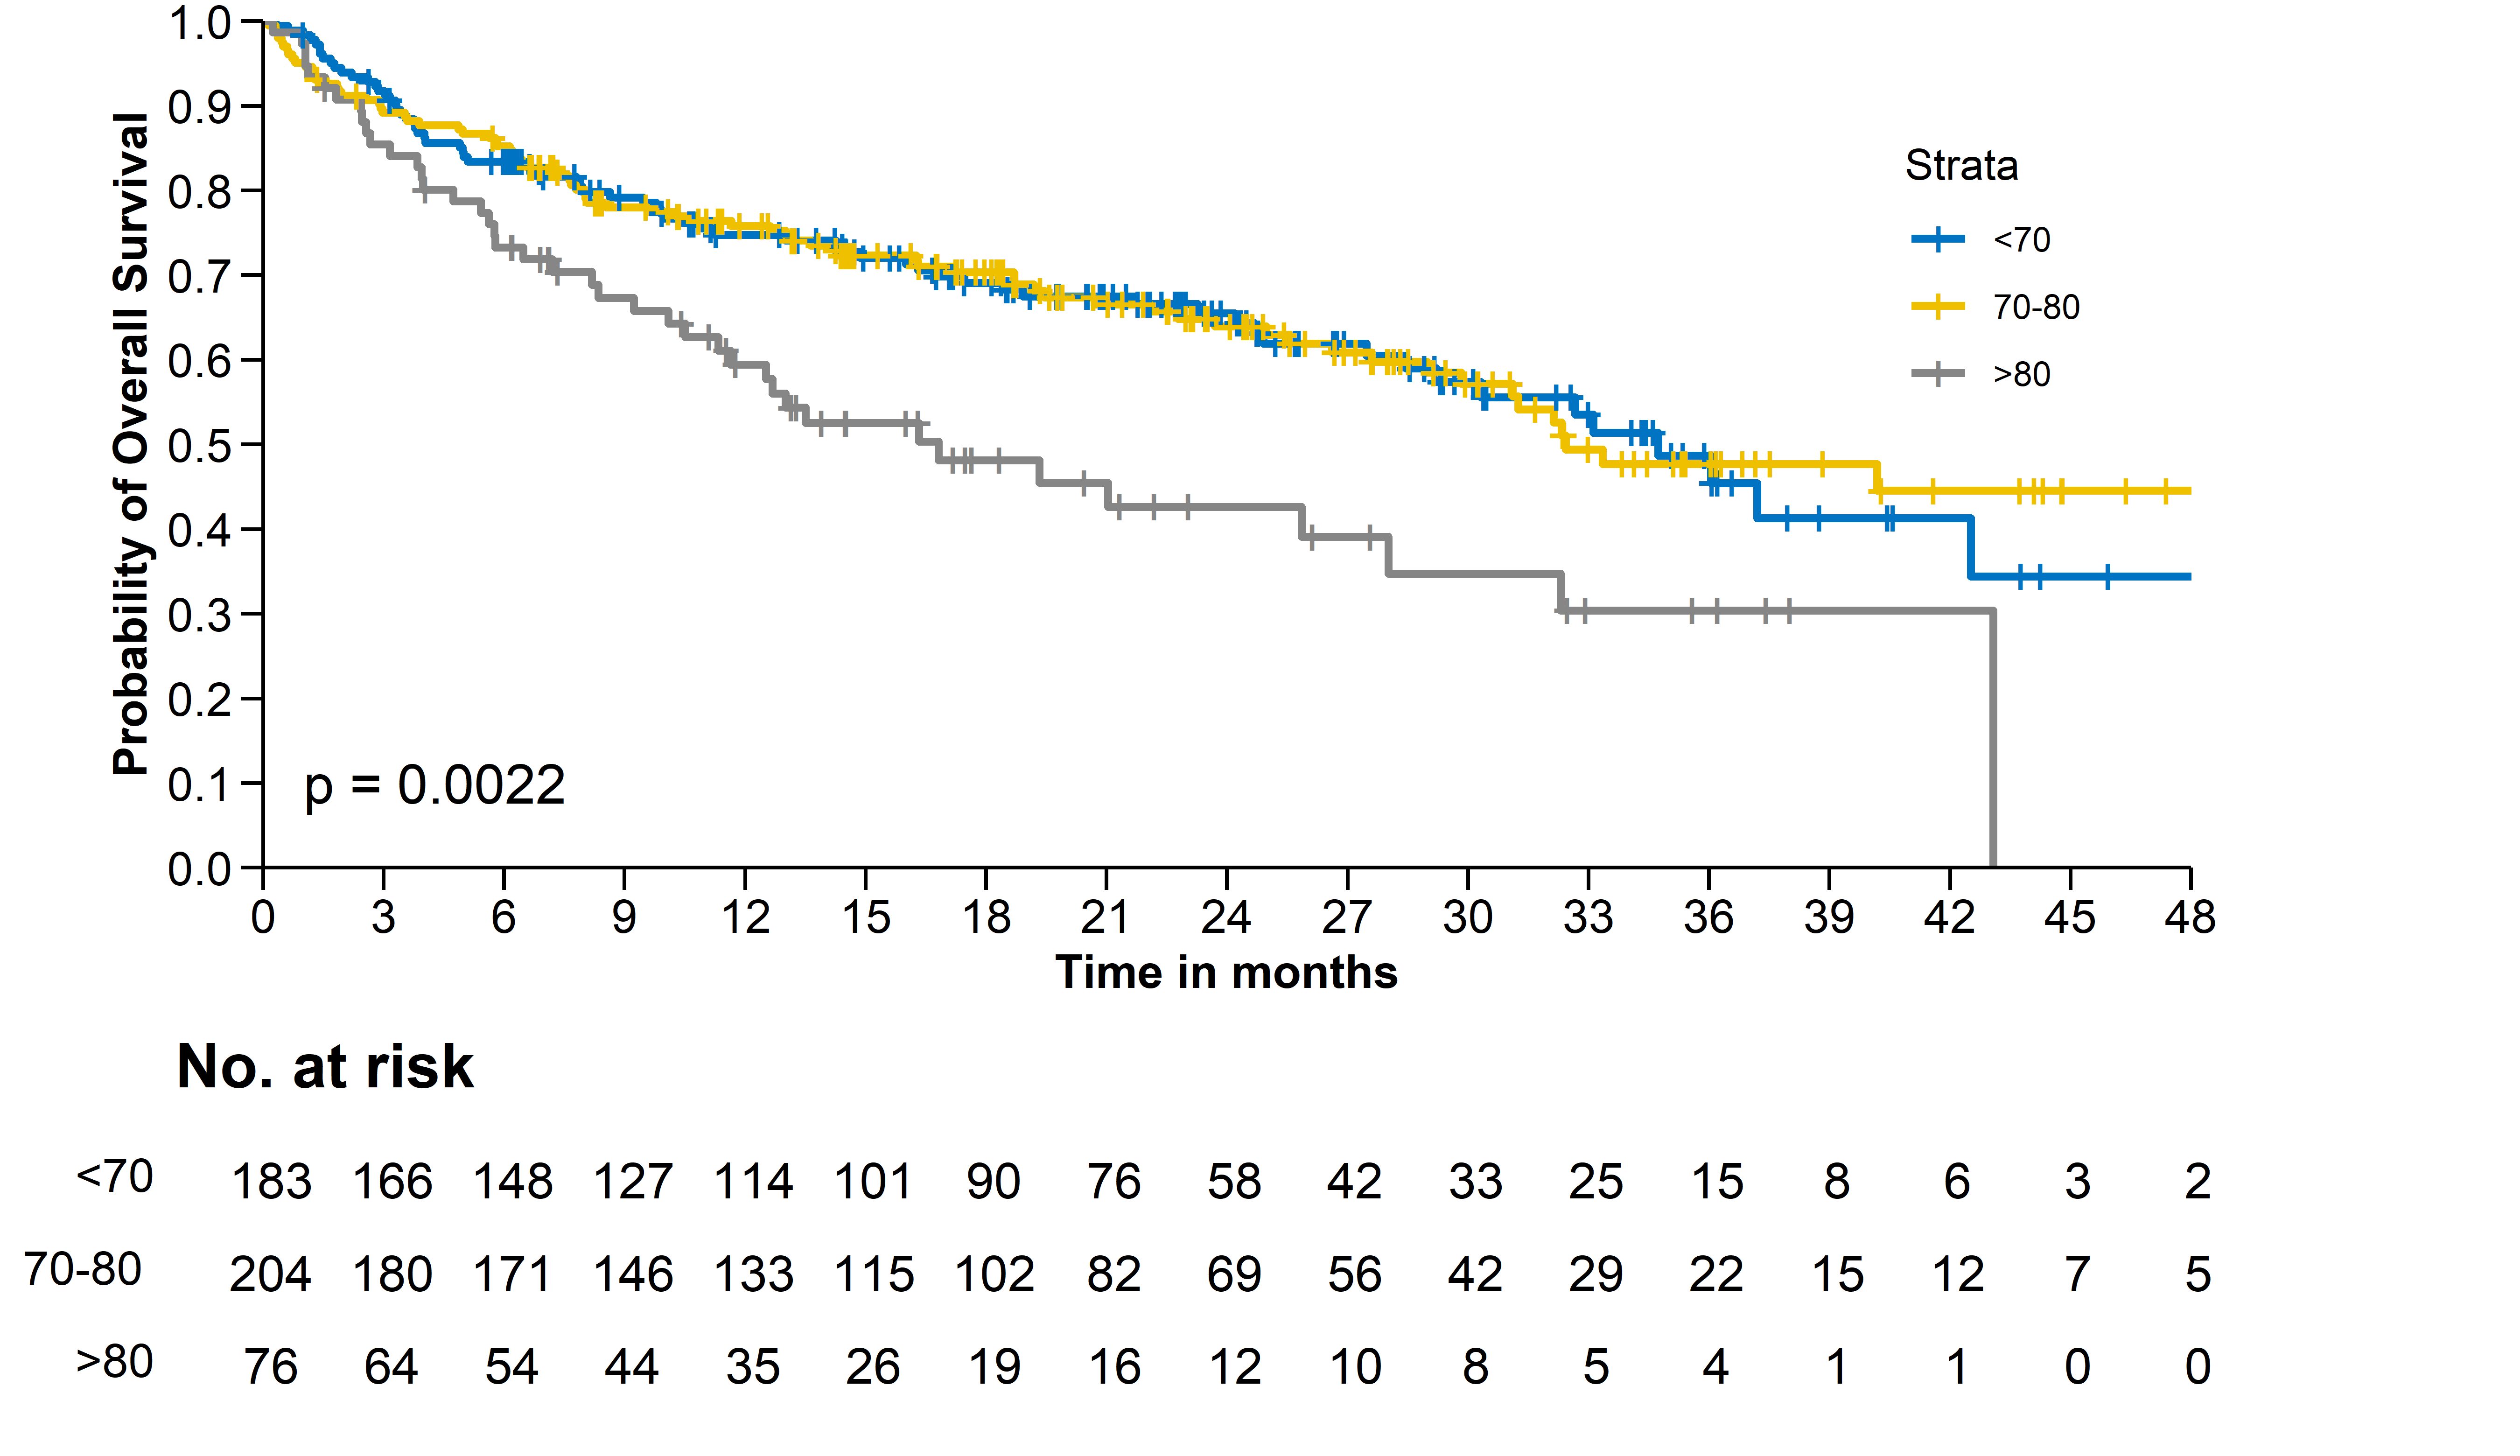 Probability of Overall Survival
1.0
0.9
0.8
0.7
0.6
0.5
0.4
0.3
0.2
0.1
0.0
Strata
<70
70-80
>80
p = 0.0022
0 3 6 9 12 15 18 21 24 27 30 33 36 39 42 45 48
Time in months
No. at risk
<70 183 166 148 127 114 101 90 76 58 42 33 25 15 8 6 3 2
70-80 204 180 171 146 133 115 102 82 69 56 42 29 22 15 12 7 5
>80 76 64 54 44 35 26 19 16 12 10 8 5 4 1 1 0 0